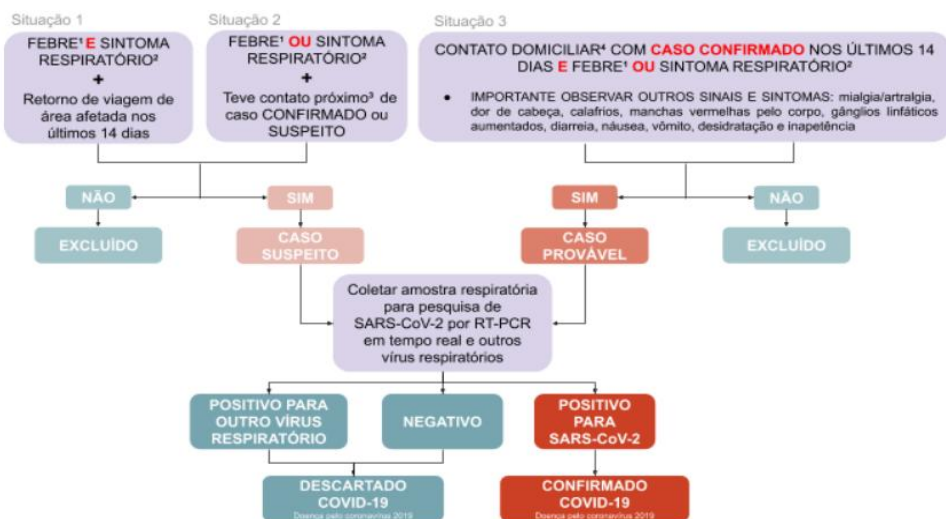 Situação 1
FEBRE¹ E SINTOMA
RESPIRATÓRIO²
+
Retorno de viagem de
área afetada nos
últimos 14 dias
Situação 2
FEBRE¹ OU SINTOMA
RESPIRATÓRIO²
+
Teve contato próximo³ de
caso CONFIRMADO ou
SUSPEITO
Situação 3
CONTATO DOMICILIAR⁴ COM CASO CONFIRMADO NOS ÚLTIMOS 14
DIAS E FEBRE¹ OU SINTOMA RESPIRATÓRIO²
• IMPORTANTE OBSERVAR OUTROS SINAIS E SINTOMAS: mialgia/artralgia,
dor de cabeça, calafrios, manchas vermelhas pelo corpo, gânglios linfáticos
aumentados, diarreia, náusea, vômito, desidratação e inapetência
NÃO
SIM
SIM
NÃO
EXCLUÍDO
CASO
SUSPEITO
CASO
PROVÁVEL
EXCLUÍDO
Coletar amostra respiratória
para pesquisa de
SARS-CoV-2 por RT-PCR
em tempo real e outros
vírus respiratórios
POSITIVO PARA
OUTRO VÍRUS
RESPIRATÓRIO
NEGATIVO
POSITIVO
PARA
SARS-CoV-2
DESCARTADO
COVID-19
Doença pelo coronavírus 2019
CONFIRMADO
COVID-19
Doença pelo coronavírus 2019